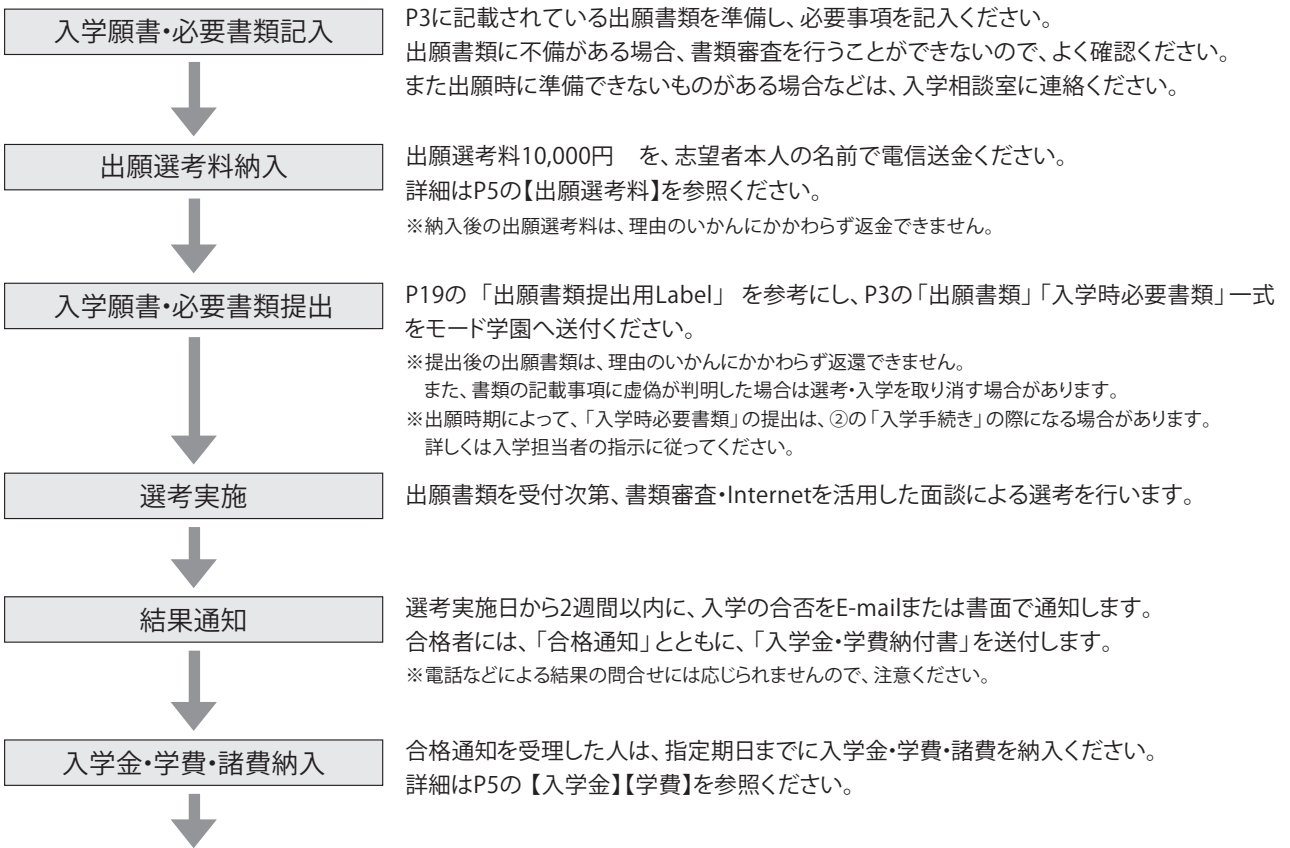 入学願書・必要書類記入
P3に記載されている出願書類を準備し、必要事項を記入ください。
出願書類に不備がある場合、書類審査を行うことができないので、よく確認ください。
また出願時に準備できないものがある場合などは、入学相談室に連絡ください。
出願選考料納入
出願選考料10,000円　を、志望者本人の名前で電信送金ください。
詳細はP5の【出願選考料】を参照ください。
※納入後の出願選考料は、理由のいかんにかかわらず返金できません。
入学願書・必要書類提出
P19の「出願書類提出用Label」を参考にし、P3の「出願書類」「入学時必要書類」一式
をモード学園へ送付ください。
※提出後の出願書類は、理由のいかんにかかわらず返還できません。
また、書類の記載事項に虚偽が判明した場合は選考・入学を取り消す場合があります。
※出願時期によって、「入学時必要書類」の提出は、②の「入学手続き」の際になる場合があります。
詳しくは入学担当者の指示に従ってください。
選考実施
出願書類を受付次第、書類審査・Internetを活用した面談による選考を行います。
結果通知
選考実施日から2週間以内に、入学の合否をE-mailまたは書面で通知します。
合格者には、「合格通知」とともに、「入学金・学費納付書」を送付します。
※電話などによる結果の問合せには応じられませんので、注意ください。
入学金・学費・諸費納入
合格通知を受理した人は、指定期日までに入学金・学費・諸費を納入ください。
詳細はP5の【入学金】【学費】を参照ください。